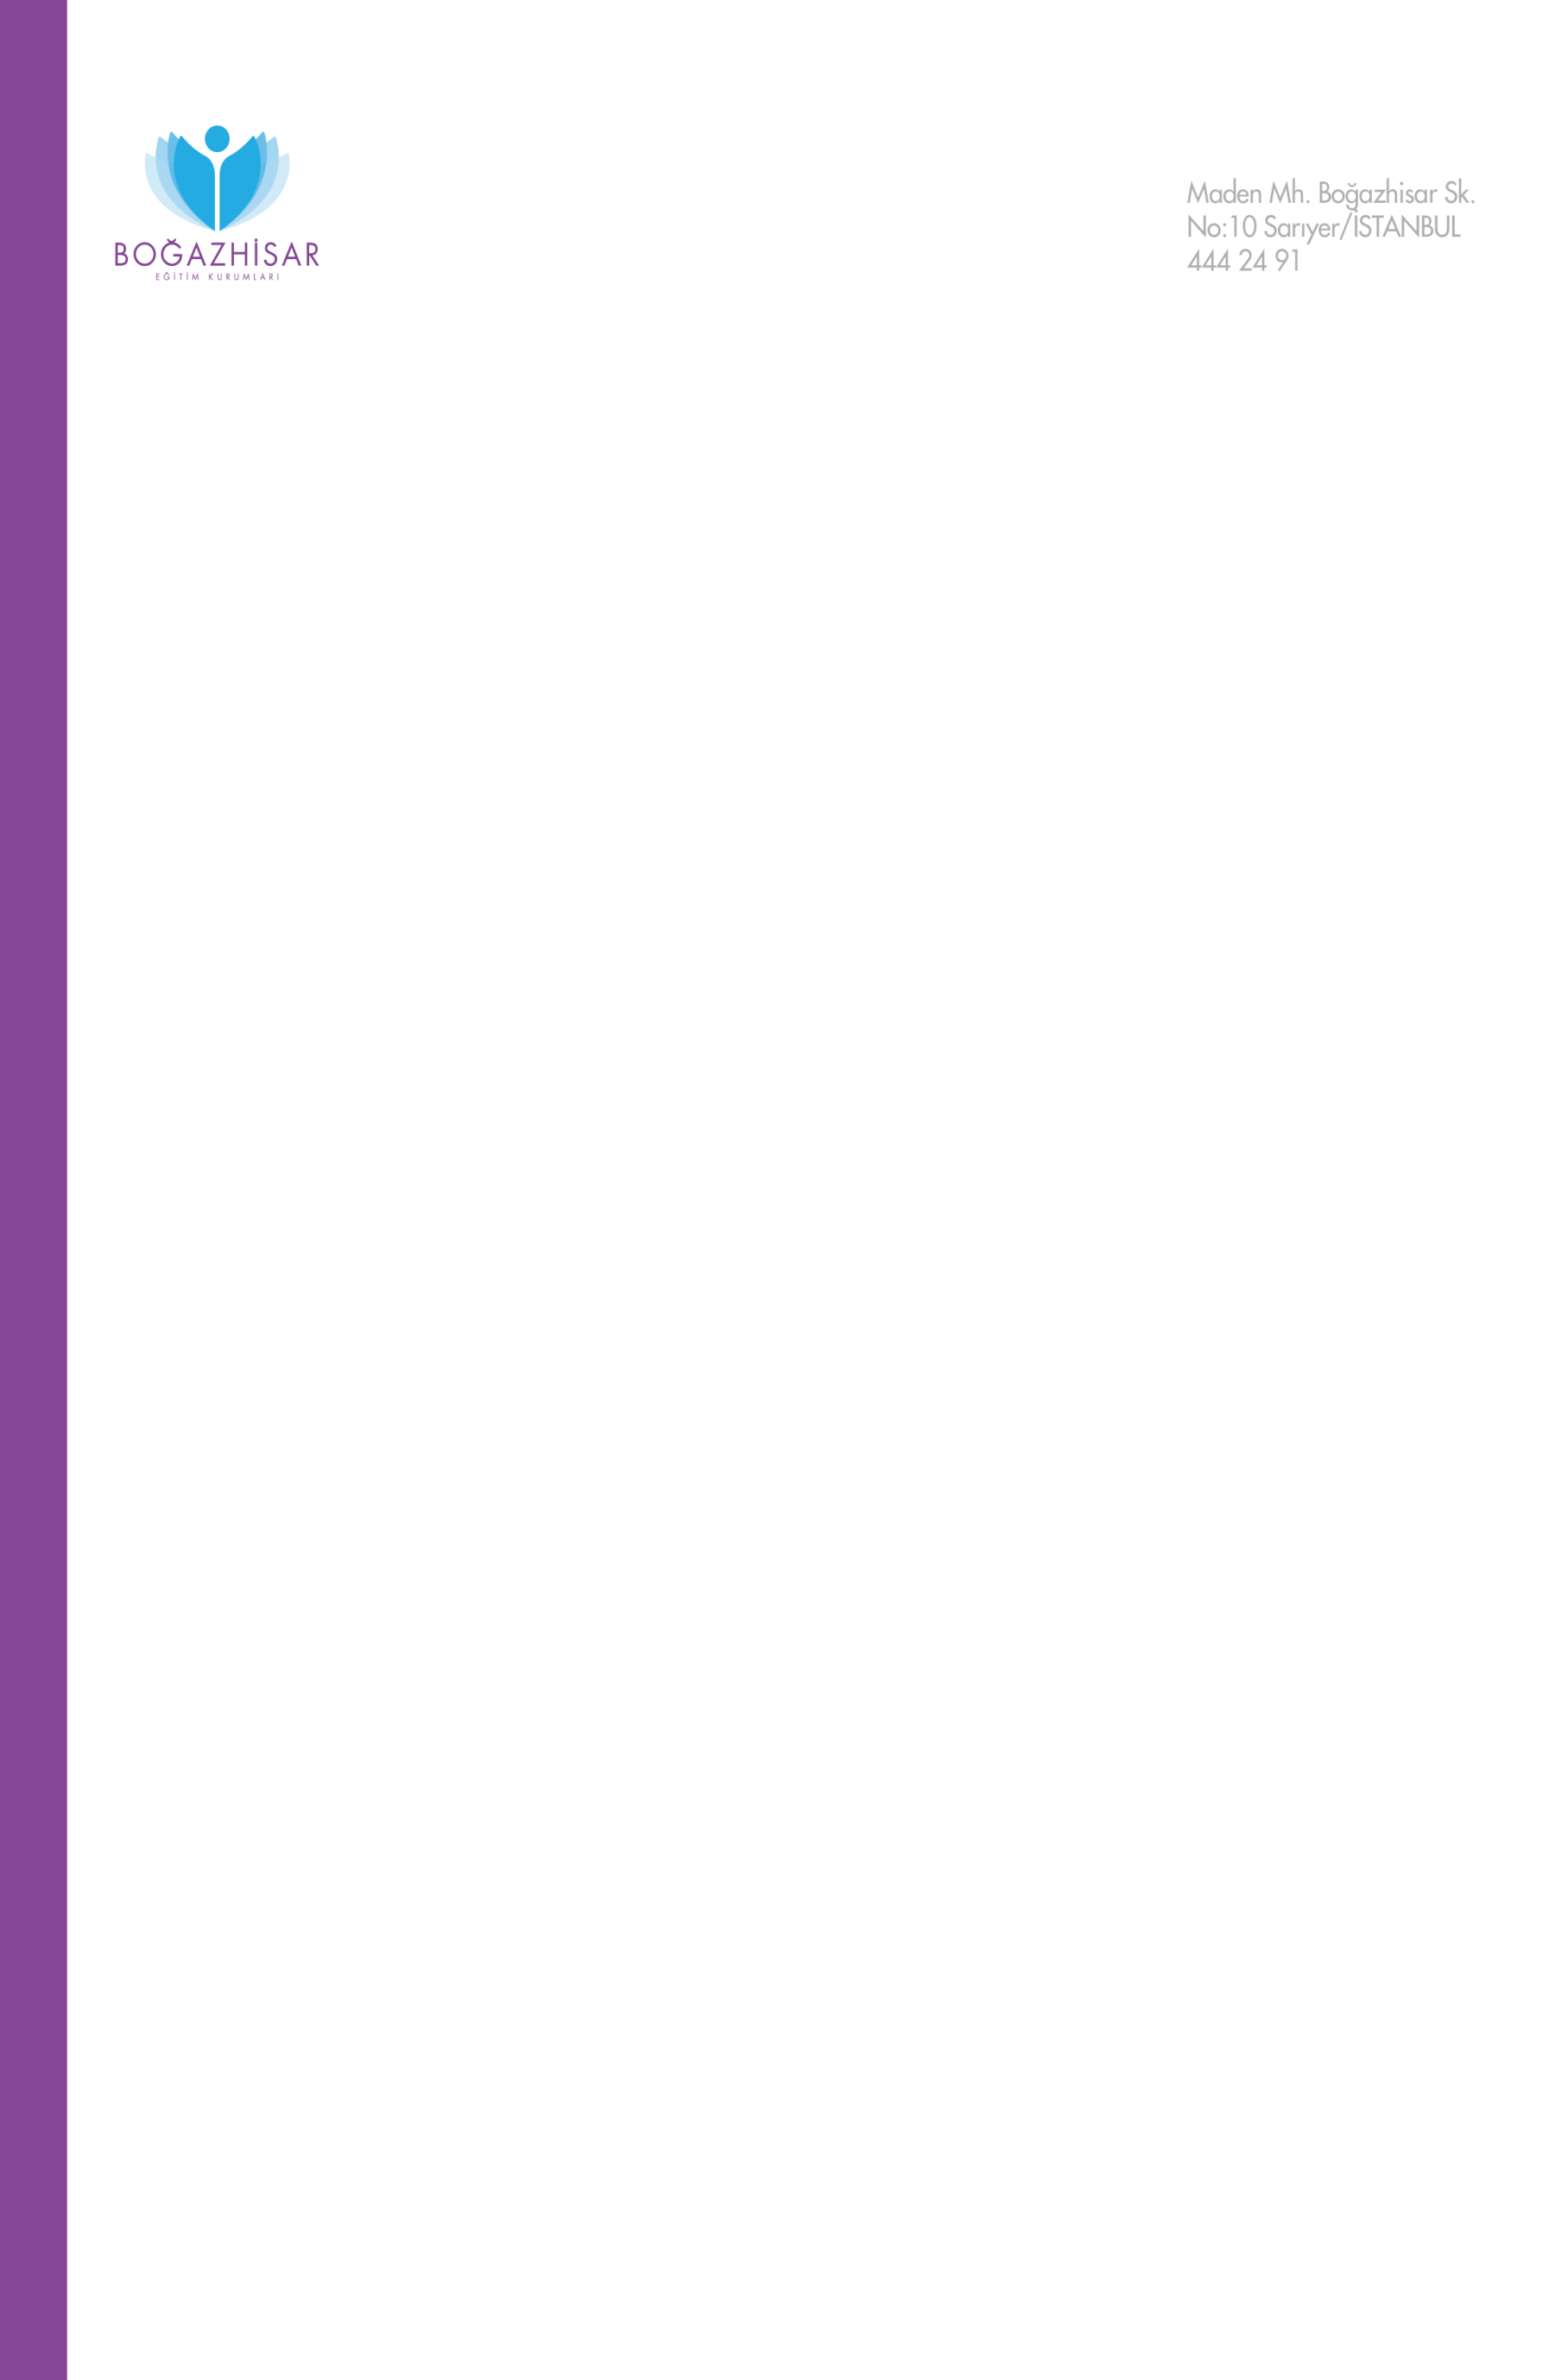 BOĞAZHİSAR
EĞİTİM KURUMLARI
Maden Mh. Boğazhisar Sk.
No:10 Sarıyer/İSTANBUL
444 24 91